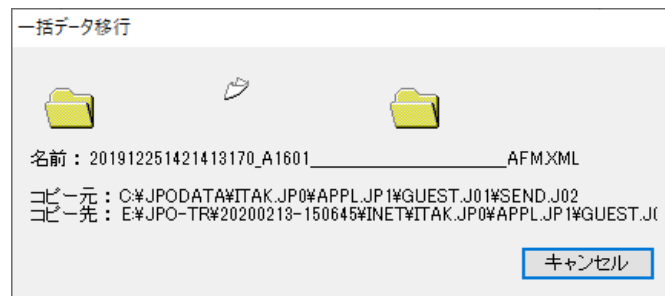 一括データ移行
名前： 201912251421413170_A1601____________________AFM.XML
コピー元： C:¥JPODATA¥ITAK.JP0¥APPL.JP1¥GUEST.J01¥SEND.J02
コピー先： E:¥JPO-TR¥20200213-150645¥INET¥ITAK.JP0¥APPL.JP1¥GUEST.J0
キャンセル